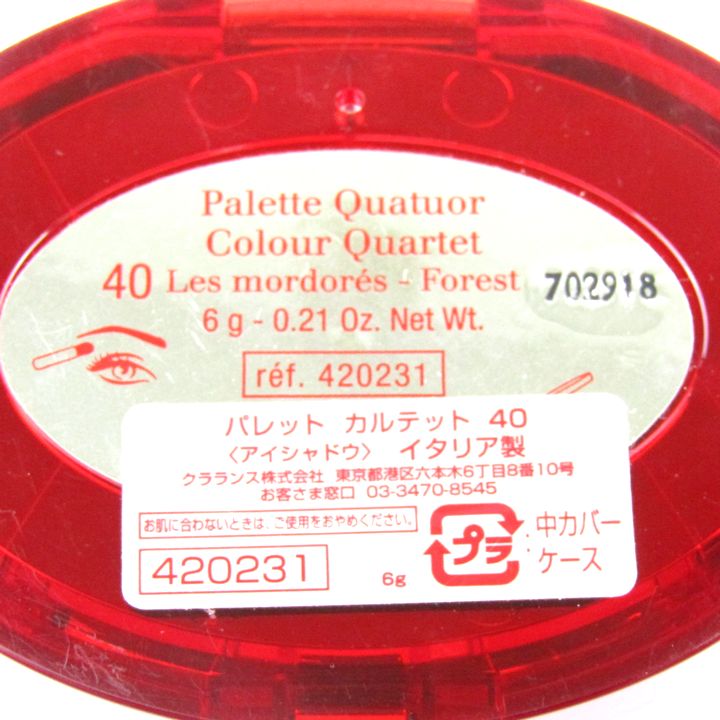 Palette Quatuor
Colour Quartet
40 Les mordorés - Forest 702918
6 g - 0.21 Oz. Net Wt.
réf. 420231
パレット カルテット 40
〈アイシャドウ〉 イタリア製
クラランス株式会社 東京都港区六本木6丁目8番10号
お客さま窓口 03-3470-8545
お肌に合わないときは、ご使用をおやめください。
420231
6g
プラ
中カバー
ケース